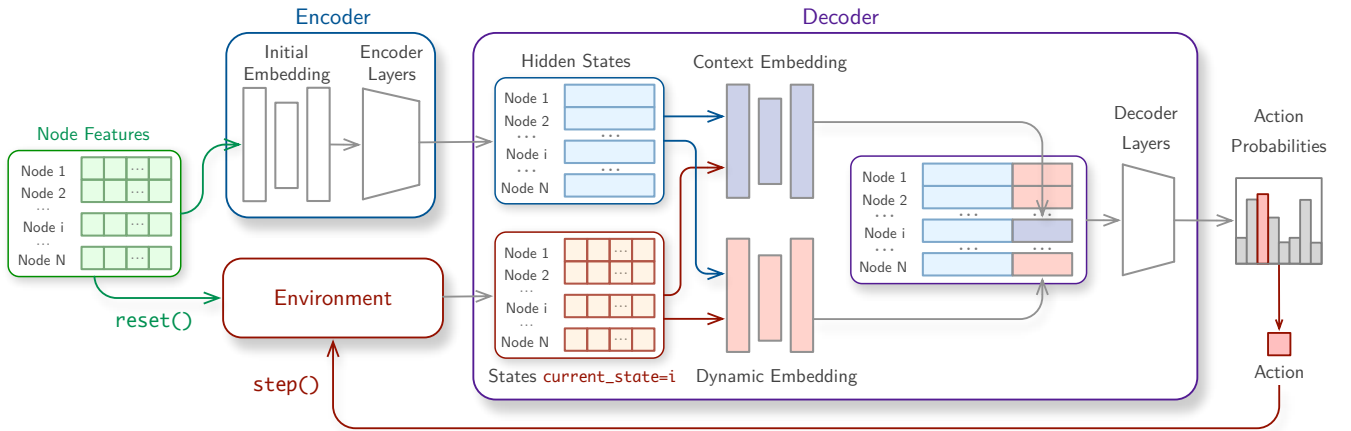 Encoder
Decoder
Initial
Embedding
Encoder
Layers
Hidden States
Context Embedding
Node 1
Node 2
...
Node i
...
Node N
Decoder
Layers
Action
Probabilities
Node Features
Node 1
...
Node 2
...
...
Node i
...
...
Node N
...
Node 1
Node 2
... ...
Node i
... ...
Node N
reset()
Environment
Node 1
...
Node 2
...
...
Node i
...
...
Node N
...
step()
States current_state=i
Dynamic Embedding
Action